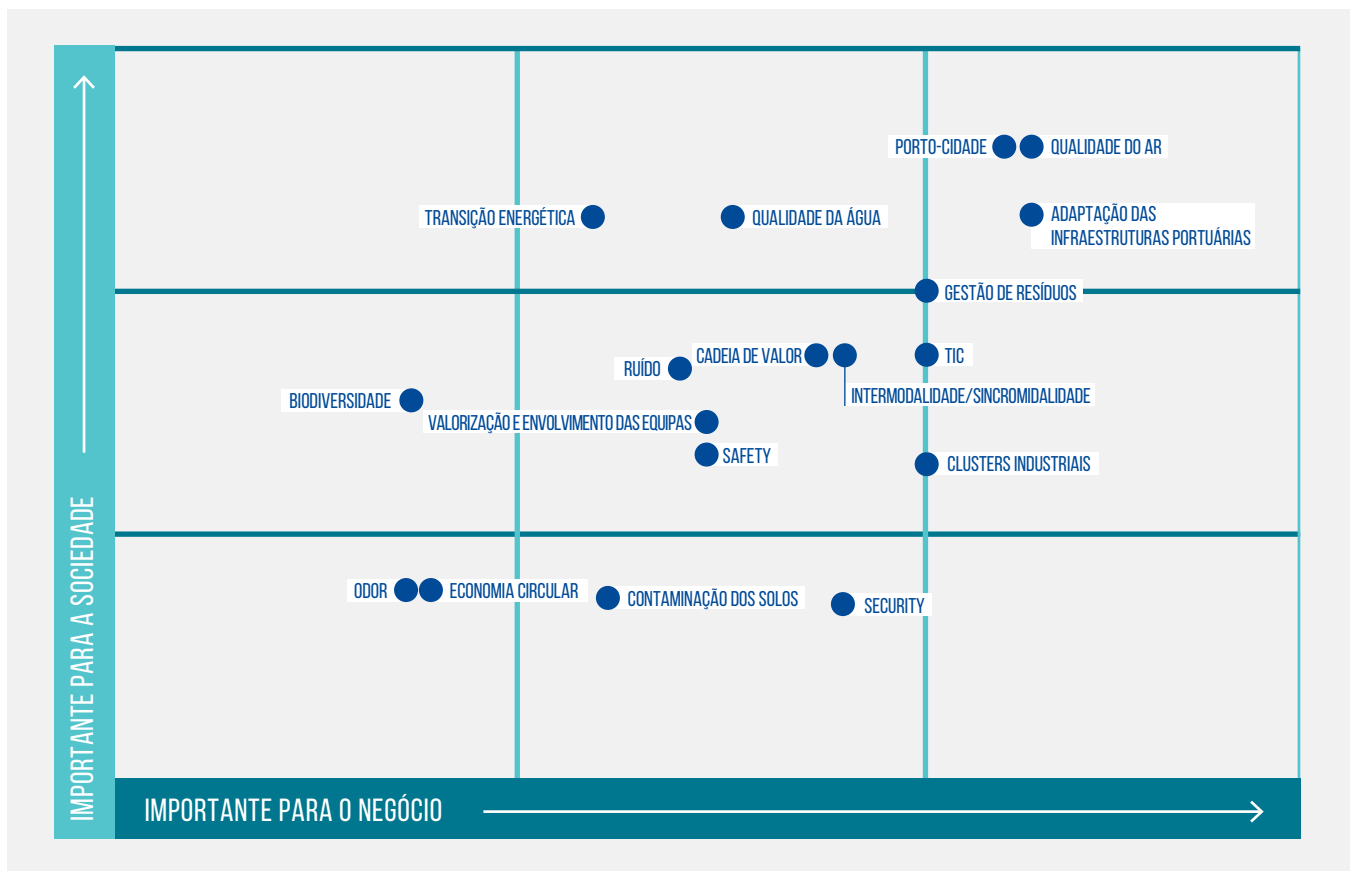 PORTO-CIDADE
QUALIDADE DO AR
TRANSIÇÃO ENERGÉTICA
QUALIDADE DA ÁGUA
ADAPTAÇÃO DAS
INFRAESTRUTURAS PORTUÁRIAS
GESTÃO DE RESÍDUOS
RUÍDO
CADEIA DE VALOR
TIC
INTERMODALIDADE/SINCROMIDALIDADE
BIODIVERSIDADE
VALORIZAÇÃO E ENVOLVIMENTO DAS EQUIPAS
SAFETY
CLUSTERS INDUSTRIAIS
ODOR
ECONOMIA CIRCULAR
CONTAMINAÇÃO DOS SOLOS
SECURITY
IMPORTANTE PARA A SOCIEDADE
IMPORTANTE PARA O NEGÓCIO